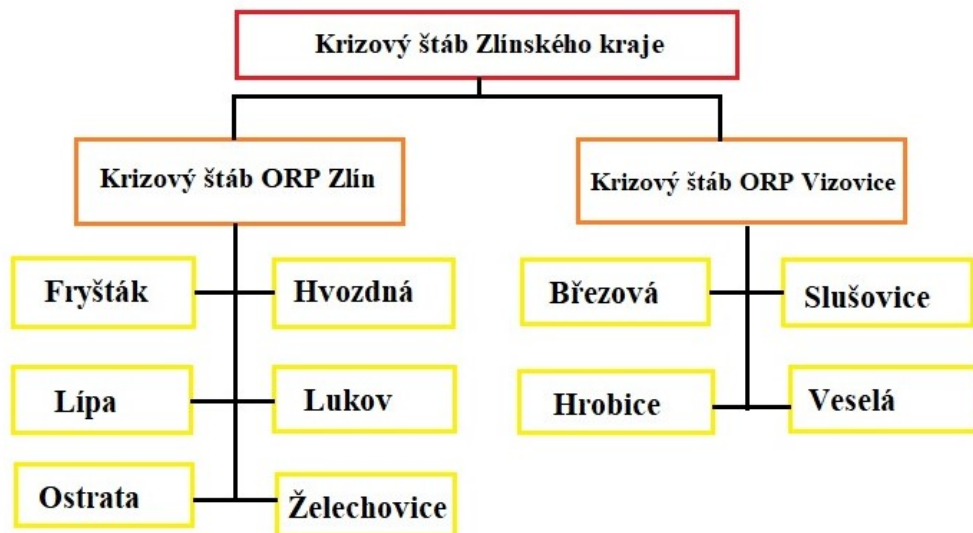 Krizový štáb Zlínského kraje
Krizový štáb ORP Zlín
Krizový štáb ORP Vizovice
Fryšták
Hvozdná
Březová
Slušovice
Lípa
Lukov
Hrobice
Veselá
Ostrata
Želechovice